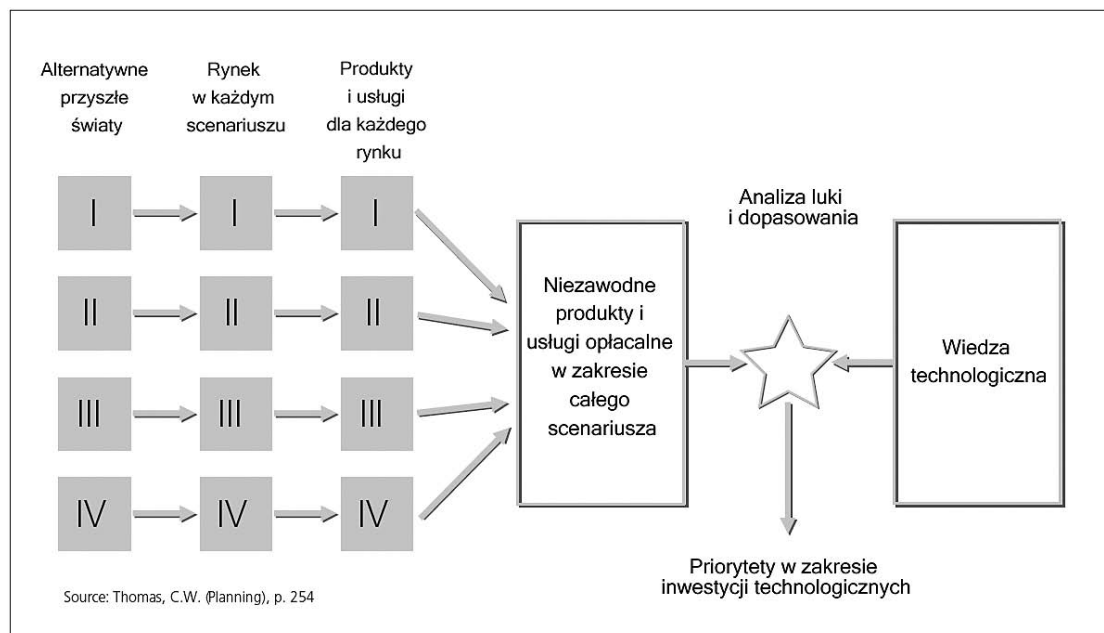 Alternatywne
przyszłe
światy
Rynek
w każdym
scenariuszu
Produkty
i usługi
dla każdego
rynku
I
I
I
II
II
II
III
III
III
IV
IV
IV
Niezawodne
produkty i
usługi opłacalne
w zakresie
całego
scenariusza
Analiza luki
i dopasowania
Wiedza
technologiczna
Priorytety w zakresie
inwestycji technologicznych
Source: Thomas, C.W. (Planning), p. 254